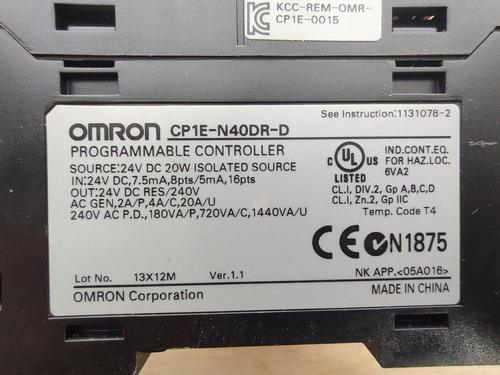 KCC-REM-OMR-
CP1E-0015
See Instruction:1131078-2
OMRON CP1E-N40DR-D
PROGRAMMABLE CONTROLLER
SOURCE:24V DC 20W ISOLATED SOURCE
IN:24V DC,7.5mA,8pts/5mA,16pts
OUT:24V DC RES/240V
AC GEN,2A/P,4A/C,20A/U
240V AC P.D.,180VA/P,720VA/C,1440VA/U
C UL US
LISTED
IND.CONT.EQ.
FOR HAZ.LOC.
6VA2
CL.I, DIV.2, Gp A,B,C,D
CL.I, Zn.2, Gp IIC
Temp. Code T4
CE N1875
Lot No. 13X12M Ver.1.1
NK APP.<05A016>
OMRON Corporation
MADE IN CHINA